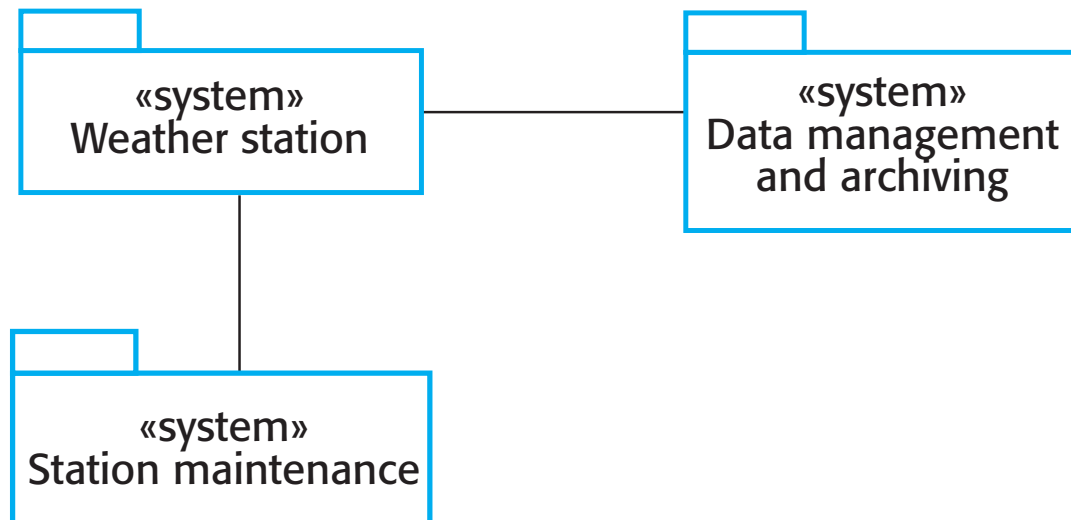 «system»
Weather station
«system»
Data management
and archiving
«system»
Station maintenance